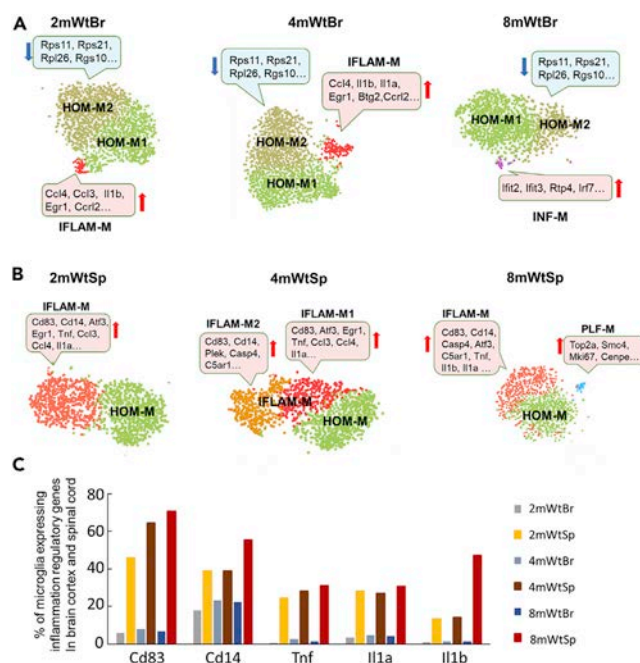 A
2mWtBr
4mWtBr
8mWtBr
Rps11, Rps21,
Rpl26, Rgs10...
HOM-M2
HOM-M1
Ccl4, Ccl3, Il1b,
Egr1, Ccrl2...
IFLAM-M
Rps11, Rps21,
Rpl26, Rgs10...
IFLAM-M
Ccl4, Il1b, Il1a,
Egr1, Btg2,Ccrl2...
HOM-M2
HOM-M1
Rps11, Rps21,
Rpl26, Rgs10...
HOM-M1
HOM-M2
Ifit2, Ifit3, Rtp4, Irf7...
INF-M
B
2mWtSp
4mWtSp
8mWtSp
IFLAM-M
Cd83, Cd14, Atf3,
Egr1, Tnf, Ccl3,
Ccl4, Il1a...
HOM-M
IFLAM-M2
Cd83, Cd14,
Plek, Casp4,
C5ar1...
IFLAM-M1
Cd83, Atf3, Egr1,
Tnf, Ccl3, Ccl4,
Il1a...
IFLAM-M
HOM-M
IFLAM-M
Cd83, Cd14,
Casp4, Atf3,
C5ar1, Tnf,
Il1b, Il1a ...
PLF-M
Top2a, Smc4,
Mki67, Cenpe...
HOM-M
C
% of microglia expressing
inflammation regulatory genes
in brain cortex and spinal cord
80
60
40
20
0
Cd83 Cd14 Tnf Il1a Il1b
2mWtBr
2mWtSp
4mWtBr
4mWtSp
8mWtBr
8mWtSp